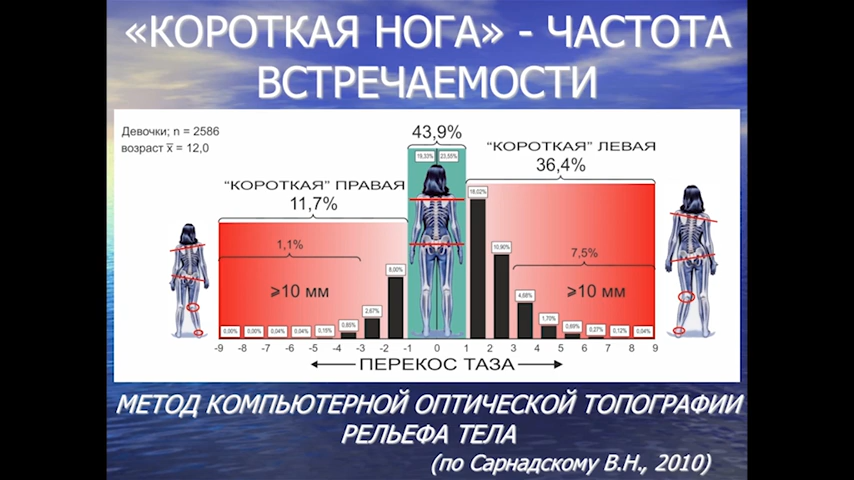 «КОРОТКАЯ НОГА» - ЧАСТОТА
ВСТРЕЧАЕМОСТИ
Девочки; n = 2586
возраст x̅ = 12,0
43,9%
19,33% 23,55%
"КОРОТКАЯ" ЛЕВАЯ
36,4%
"КОРОТКАЯ" ПРАВАЯ
11,7%
18,02%
1,1%
10,90%
7,5%
8,00%
⩾10 мм
⩾10 мм
4,68%
2,67%
1,70%
0,00% 0,00% 0,04% 0,04% 0,15% 0,85%
0,69% 0,27% 0,12% 0,04%
-9 -8 -7 -6 -5 -4 -3 -2 -1 0 1 2 3 4 5 6 7 8 9
ПЕРЕКОС ТАЗА
МЕТОД КОМПЬЮТЕРНОЙ ОПТИЧЕСКОЙ ТОПОГРАФИИ
РЕЛЬЕФА ТЕЛА
(по Сарнадскому В.Н., 2010)